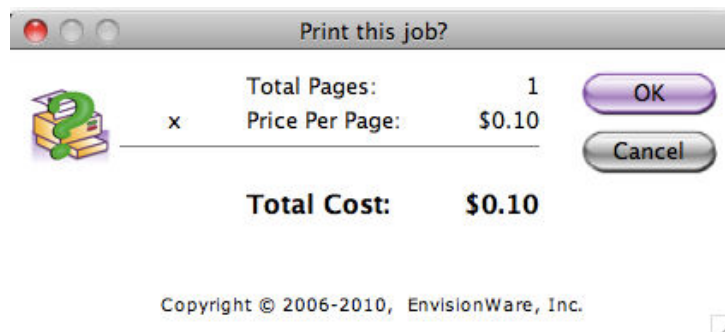 Print this job?
Total Pages: 1
x Price Per Page: $0.10
OK
Cancel
Total Cost: $0.10
Copyright © 2006-2010, EnvisionWare, Inc.